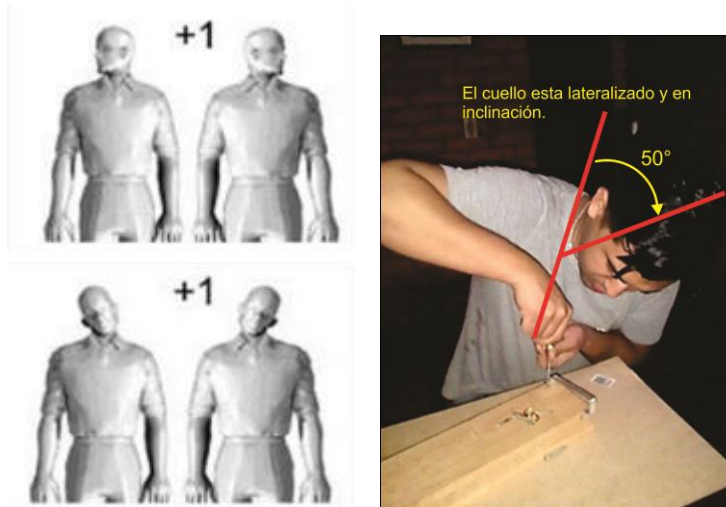 +1
+1
El cuello esta lateralizado y en
inclinación.
50°